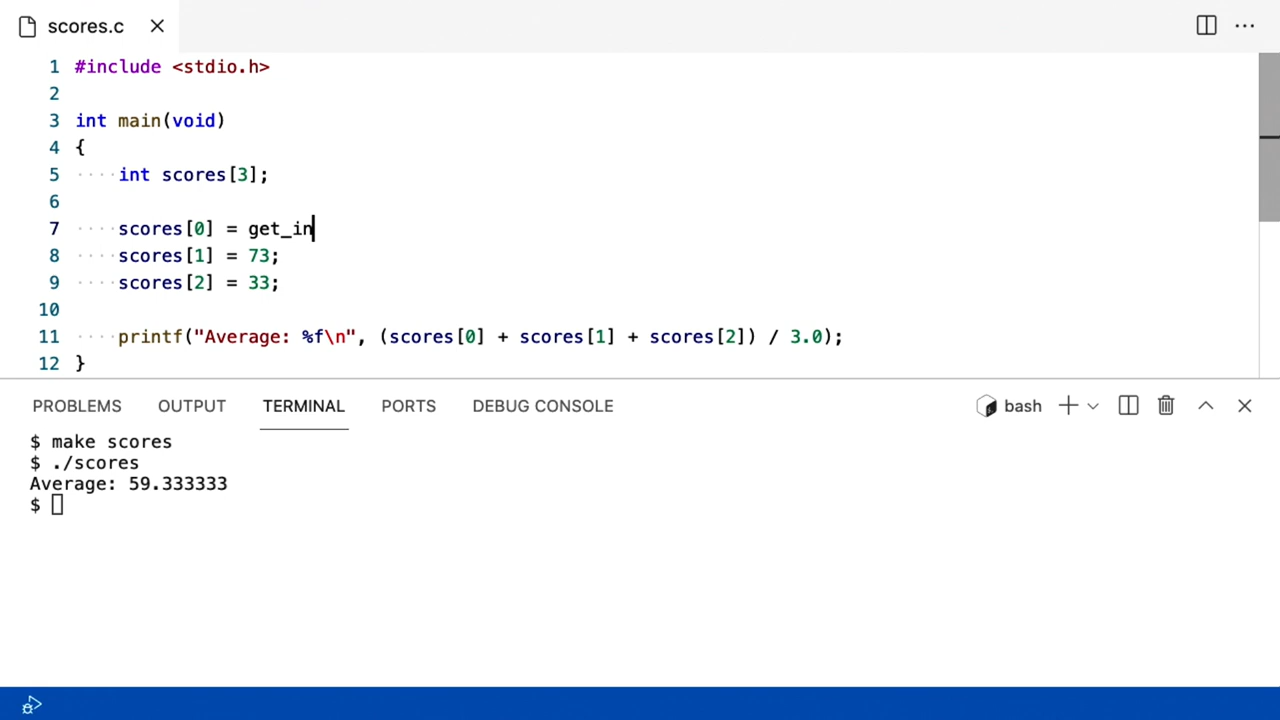 scores.c
1 #include <stdio.h>
2
3 int main(void)
4 {
5 ····int scores[3];
6
7 ····scores[0] = get_in
8 ····scores[1] = 73;
9 ····scores[2] = 33;
10
11 ····printf("Average: %f\n", (scores[0] + scores[1] + scores[2]) / 3.0);
12 }
PROBLEMS OUTPUT TERMINAL PORTS DEBUG CONSOLE bash
$ make scores
$ ./scores
Average: 59.333333
$